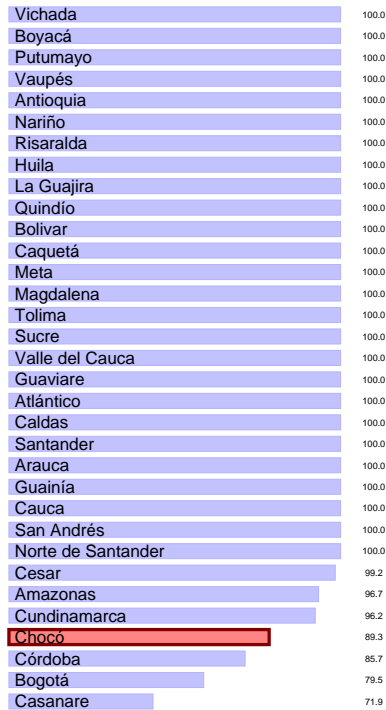 Vichada 100.0
Boyacá 100.0
Putumayo 100.0
Vaupés 100.0
Antioquia 100.0
Nariño 100.0
Risaralda 100.0
Huila 100.0
La Guajira 100.0
Quindío 100.0
Bolivar 100.0
Caquetá 100.0
Meta 100.0
Magdalena 100.0
Tolima 100.0
Sucre 100.0
Valle del Cauca 100.0
Guaviare 100.0
Atlántico 100.0
Caldas 100.0
Santander 100.0
Arauca 100.0
Guainía 100.0
Cauca 100.0
San Andrés 100.0
Norte de Santander 100.0
Cesar 99.2
Amazonas 96.7
Cundinamarca 96.2
Chocó 89.3
Córdoba 85.7
Bogotá 79.5
Casanare 71.9